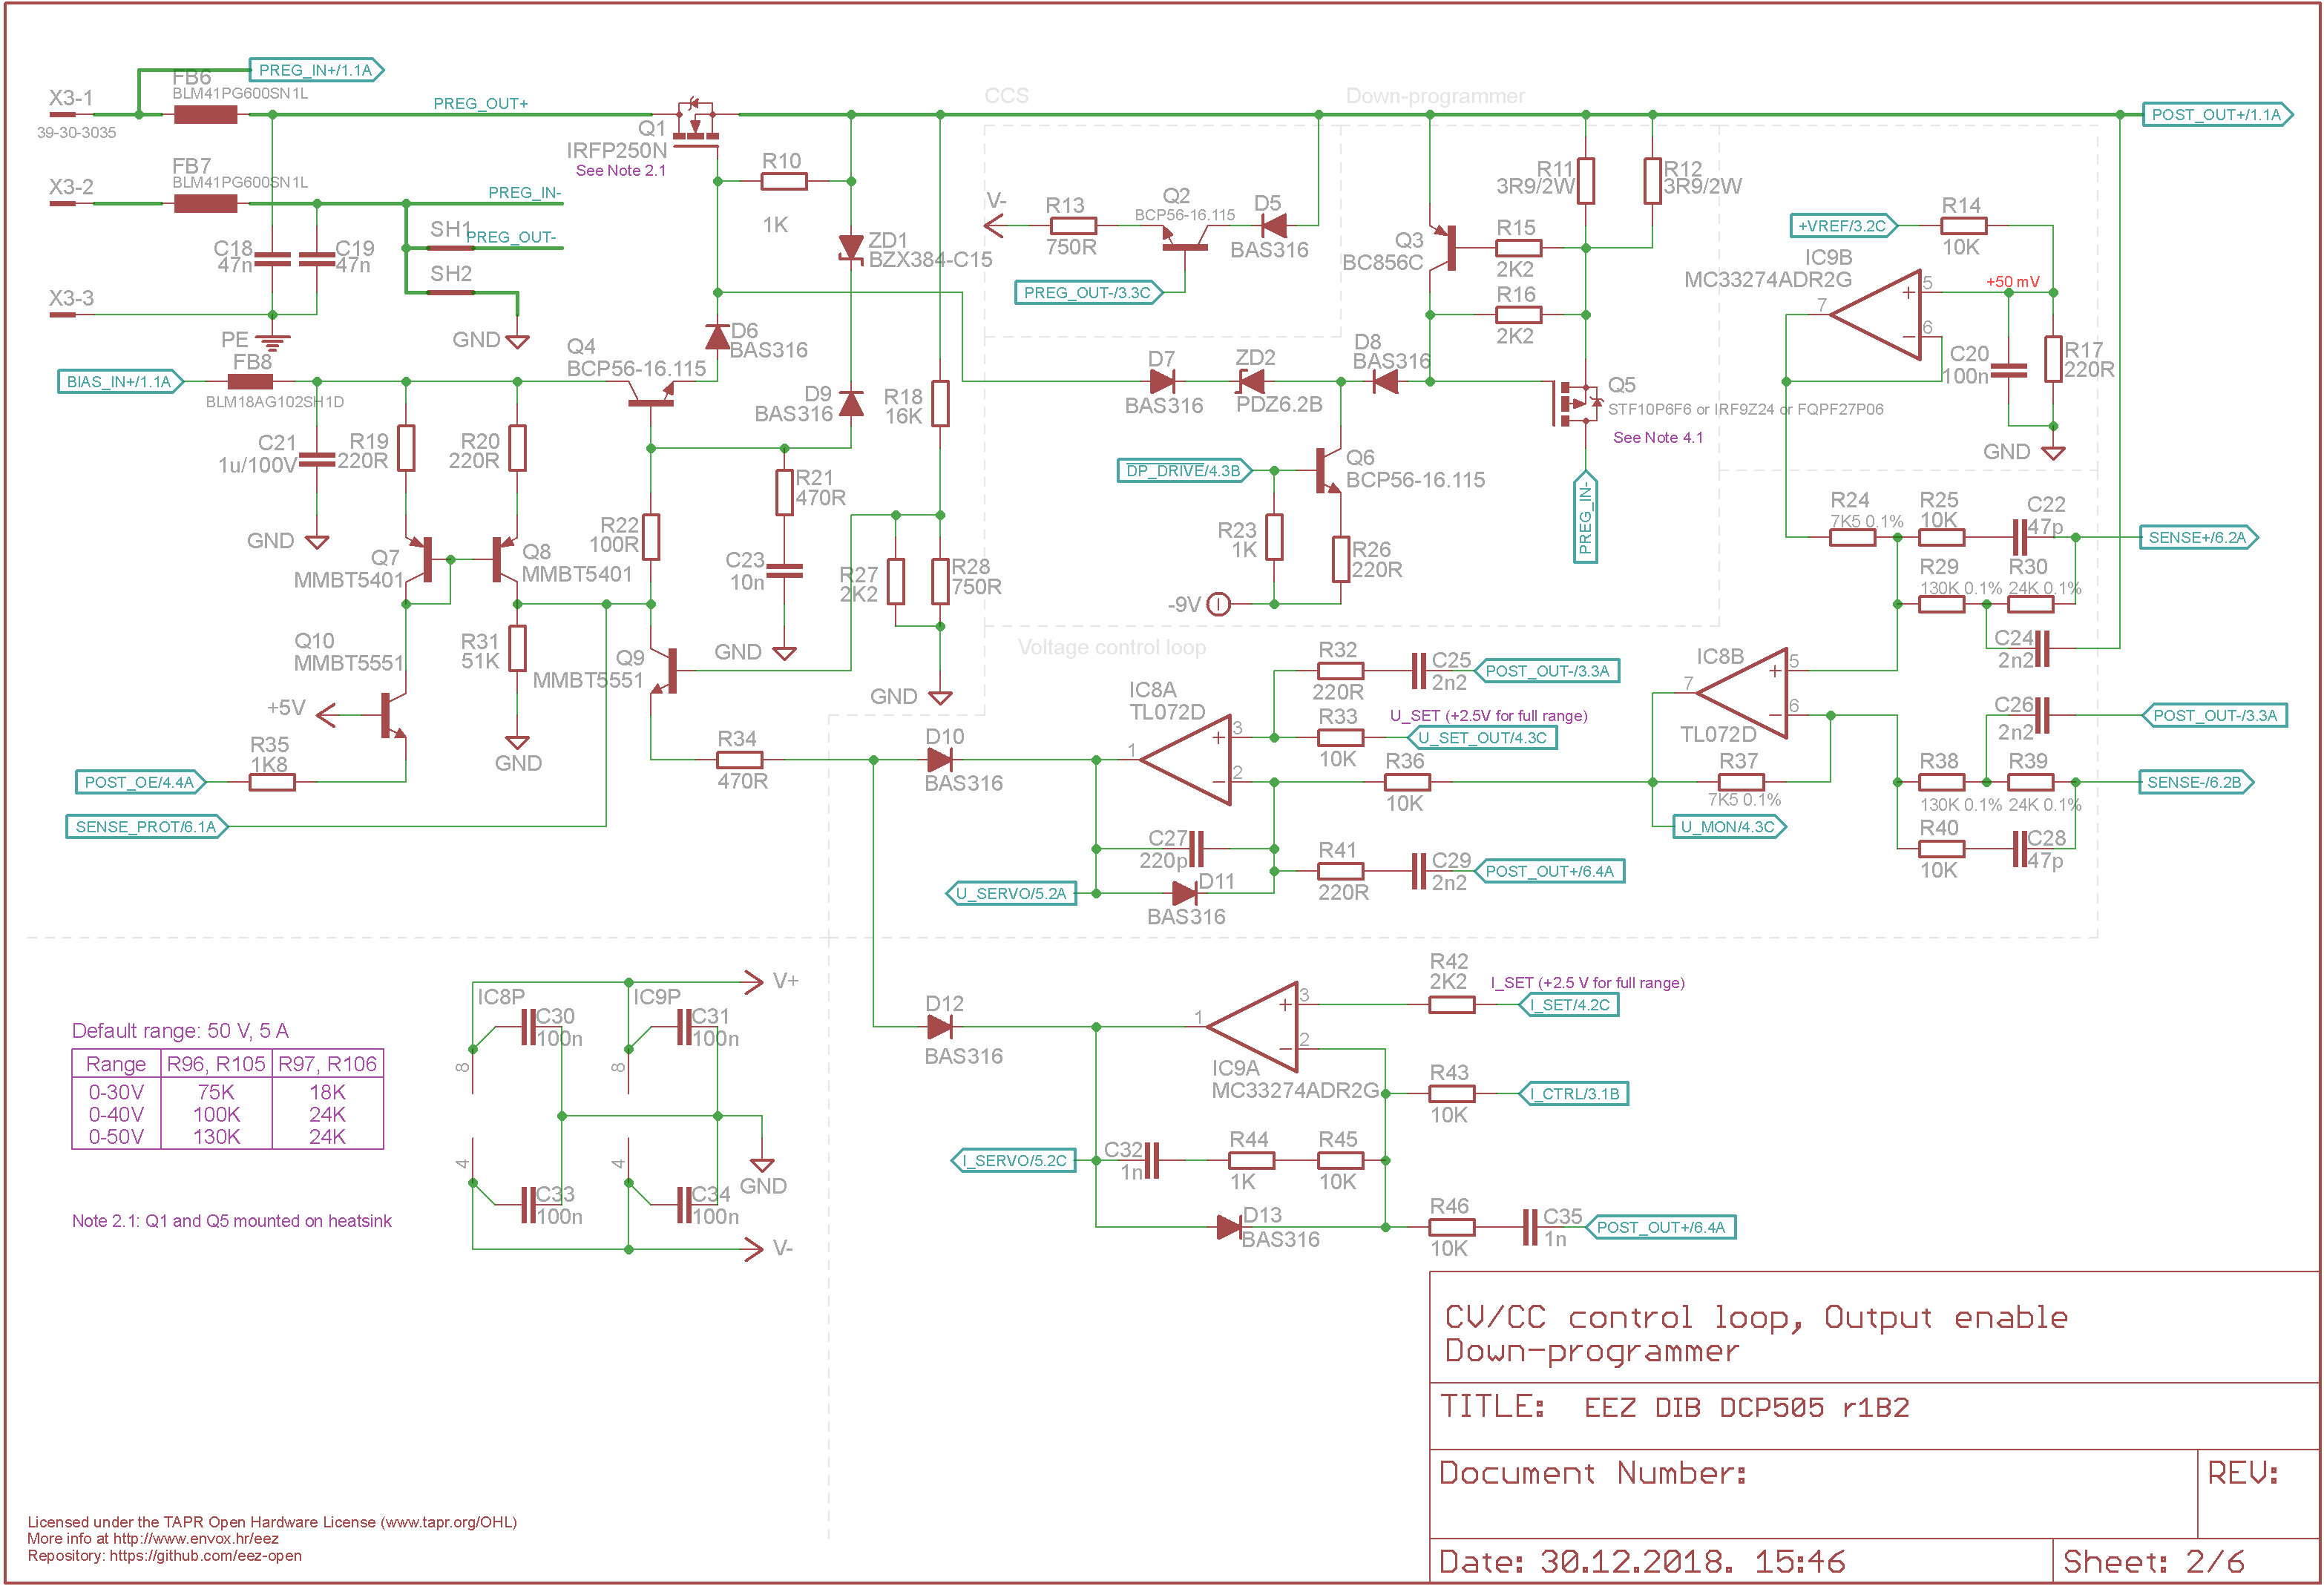 PREG_IN+/1.1A
FB6
BLM41PG600SN1L
X3-1
39-30-3035
PREG_OUT+
Q1
IRFP250N
See Note 2.1
R10
1K
FB7
BLM41PG600SN1L
X3-2
PREG_IN-
SH1
PREG_OUT-
SH2
C18
47n
C19
47n
X3-3
PE
GND
ZD1
BZX384-C15
D6
BAS316
Q4
BCP56-16.115
FB8
BIAS_IN+/1.1A
BLM18AG102SH1D
D9
BAS316
R18
16K
C21
1u/100V
R19
220R
R20
220R
R21
470R
GND
Q7
MMBT5401
Q8
MMBT5401
R22
100R
C23
10n
R27
2K2
R28
750R
Q10
MMBT5551
R31
51K
Q9
MMBT5551
GND
GND
+5V
R35
1K8
GND
POST_OE/4.4A
R34
470R
SENSE_PROT/6.1A
CCS
Down-programmer
POST_OUT+/1.1A
V-
R13
750R
Q2
BCP56-16.115
D5
BAS316
PREG_OUT-/3.3C
R11
3R9/2W
R12
3R9/2W
Q3
BC856C
R15
2K2
R16
2K2
D7
BAS316
ZD2
PDZ6.2B
D8
BAS316
Q5
STF10P6F6 or IRF9Z24 or FQPF27P06
See Note 4.1
DP_DRIVE/4.3B
Q6
BCP56-16.115
R23
1K
R26
220R
PREG_IN-
-9V
+VREF/3.2C
R14
10K
IC9B
MC33274ADR2G
+50 mV
5
7
6
C20
100n
R17
220R
GND
R24
7K5 0.1%
R25
10K
C22
47p
SENSE+/6.2A
R29
130K 0.1%
R30
24K 0.1%
C24
2n2
IC8B
5
7
6
TL072D
C26
2n2
POST_OUT-/3.3A
R37
7K5 0.1%
R38
130K 0.1%
R39
24K 0.1%
SENSE-/6.2B
U_MON/4.3C
R40
10K
C28
47p
Voltage control loop
R32
220R
C25
2n2
POST_OUT-/3.3A
IC8A
TL072D
3
1
2
R33
10K
U_SET (+2.5V for full range)
U_SET_OUT/4.3C
D10
BAS316
R36
10K
C27
220p
R41
220R
C29
2n2
POST_OUT+/6.4A
D11
BAS316
U_SERVO/5.2A
R42
2K2
I_SET (+2.5 V for full range)
I_SET/4.2C
D12
BAS316
3
1
2
IC9A
MC33274ADR2G
R43
10K
I_CTRL/3.1B
I_SERVO/5.2C
C32
1n
R44
1K
R45
10K
D13
BAS316
R46
10K
C35
1n
POST_OUT+/6.4A
V+
IC8P
C30
100n
IC9P
C31
100n
8
8
4
4
C33
100n
C34
100n
GND
V-
Default range: 50 V, 5 A
Range R96, R105 R97, R106
0-30V 75K 18K
0-40V 100K 24K
0-50V 130K 24K
Note 2.1: Q1 and Q5 mounted on heatsink
CV/CC control loop, Output enable
Down-programmer
TITLE: EEZ DIB DCP505 r1B2
Document Number:
REV:
Date: 30.12.2018. 15:46
Sheet: 2/6
Licensed under the TAPR Open Hardware License (www.tapr.org/OHL)
More info at http://www.envox.hr/eez
Repository: https://github.com/eez-open